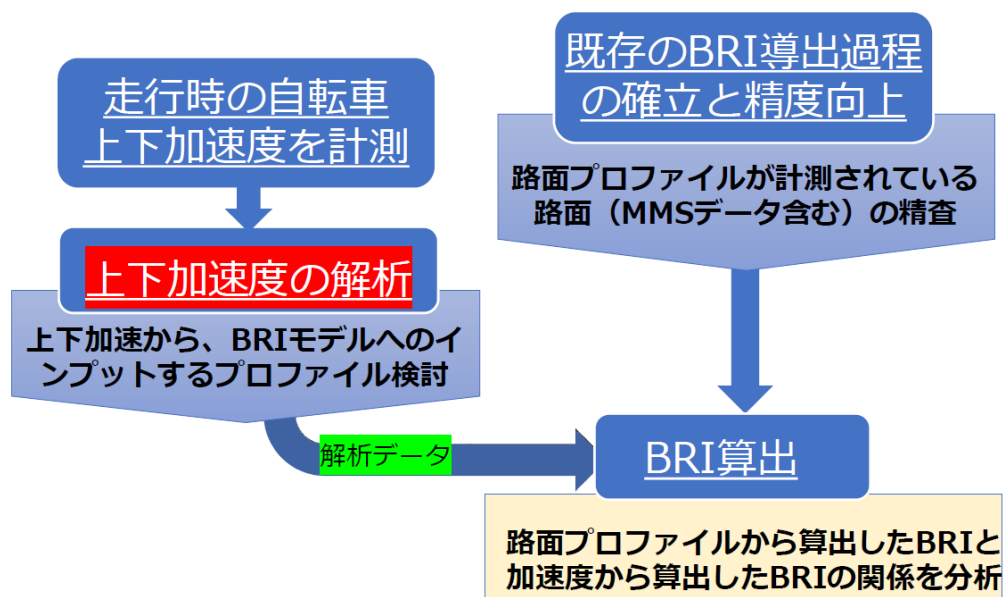 走行時の自転車
上下加速度を計測
上下加速度の解析
上下加速から、BRIモデルへのイ
ンプットするプロファイル検討
解析データ
既存のBRI導出過程
の確立と精度向上
路面プロファイルが計測されている
路面（MMSデータ含む）の精査
BRI算出
路面プロファイルから算出したBRIと
加速度から算出したBRIの関係を分析